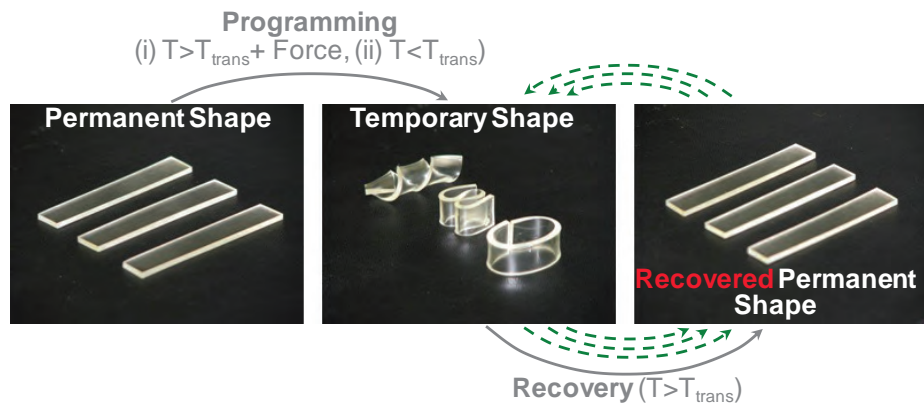 Programming
(i) T>Ttrans+ Force, (ii) T<Ttrans)
Permanent Shape
Temporary Shape
Recovered Permanent
Shape
Recovery (T>Ttrans)